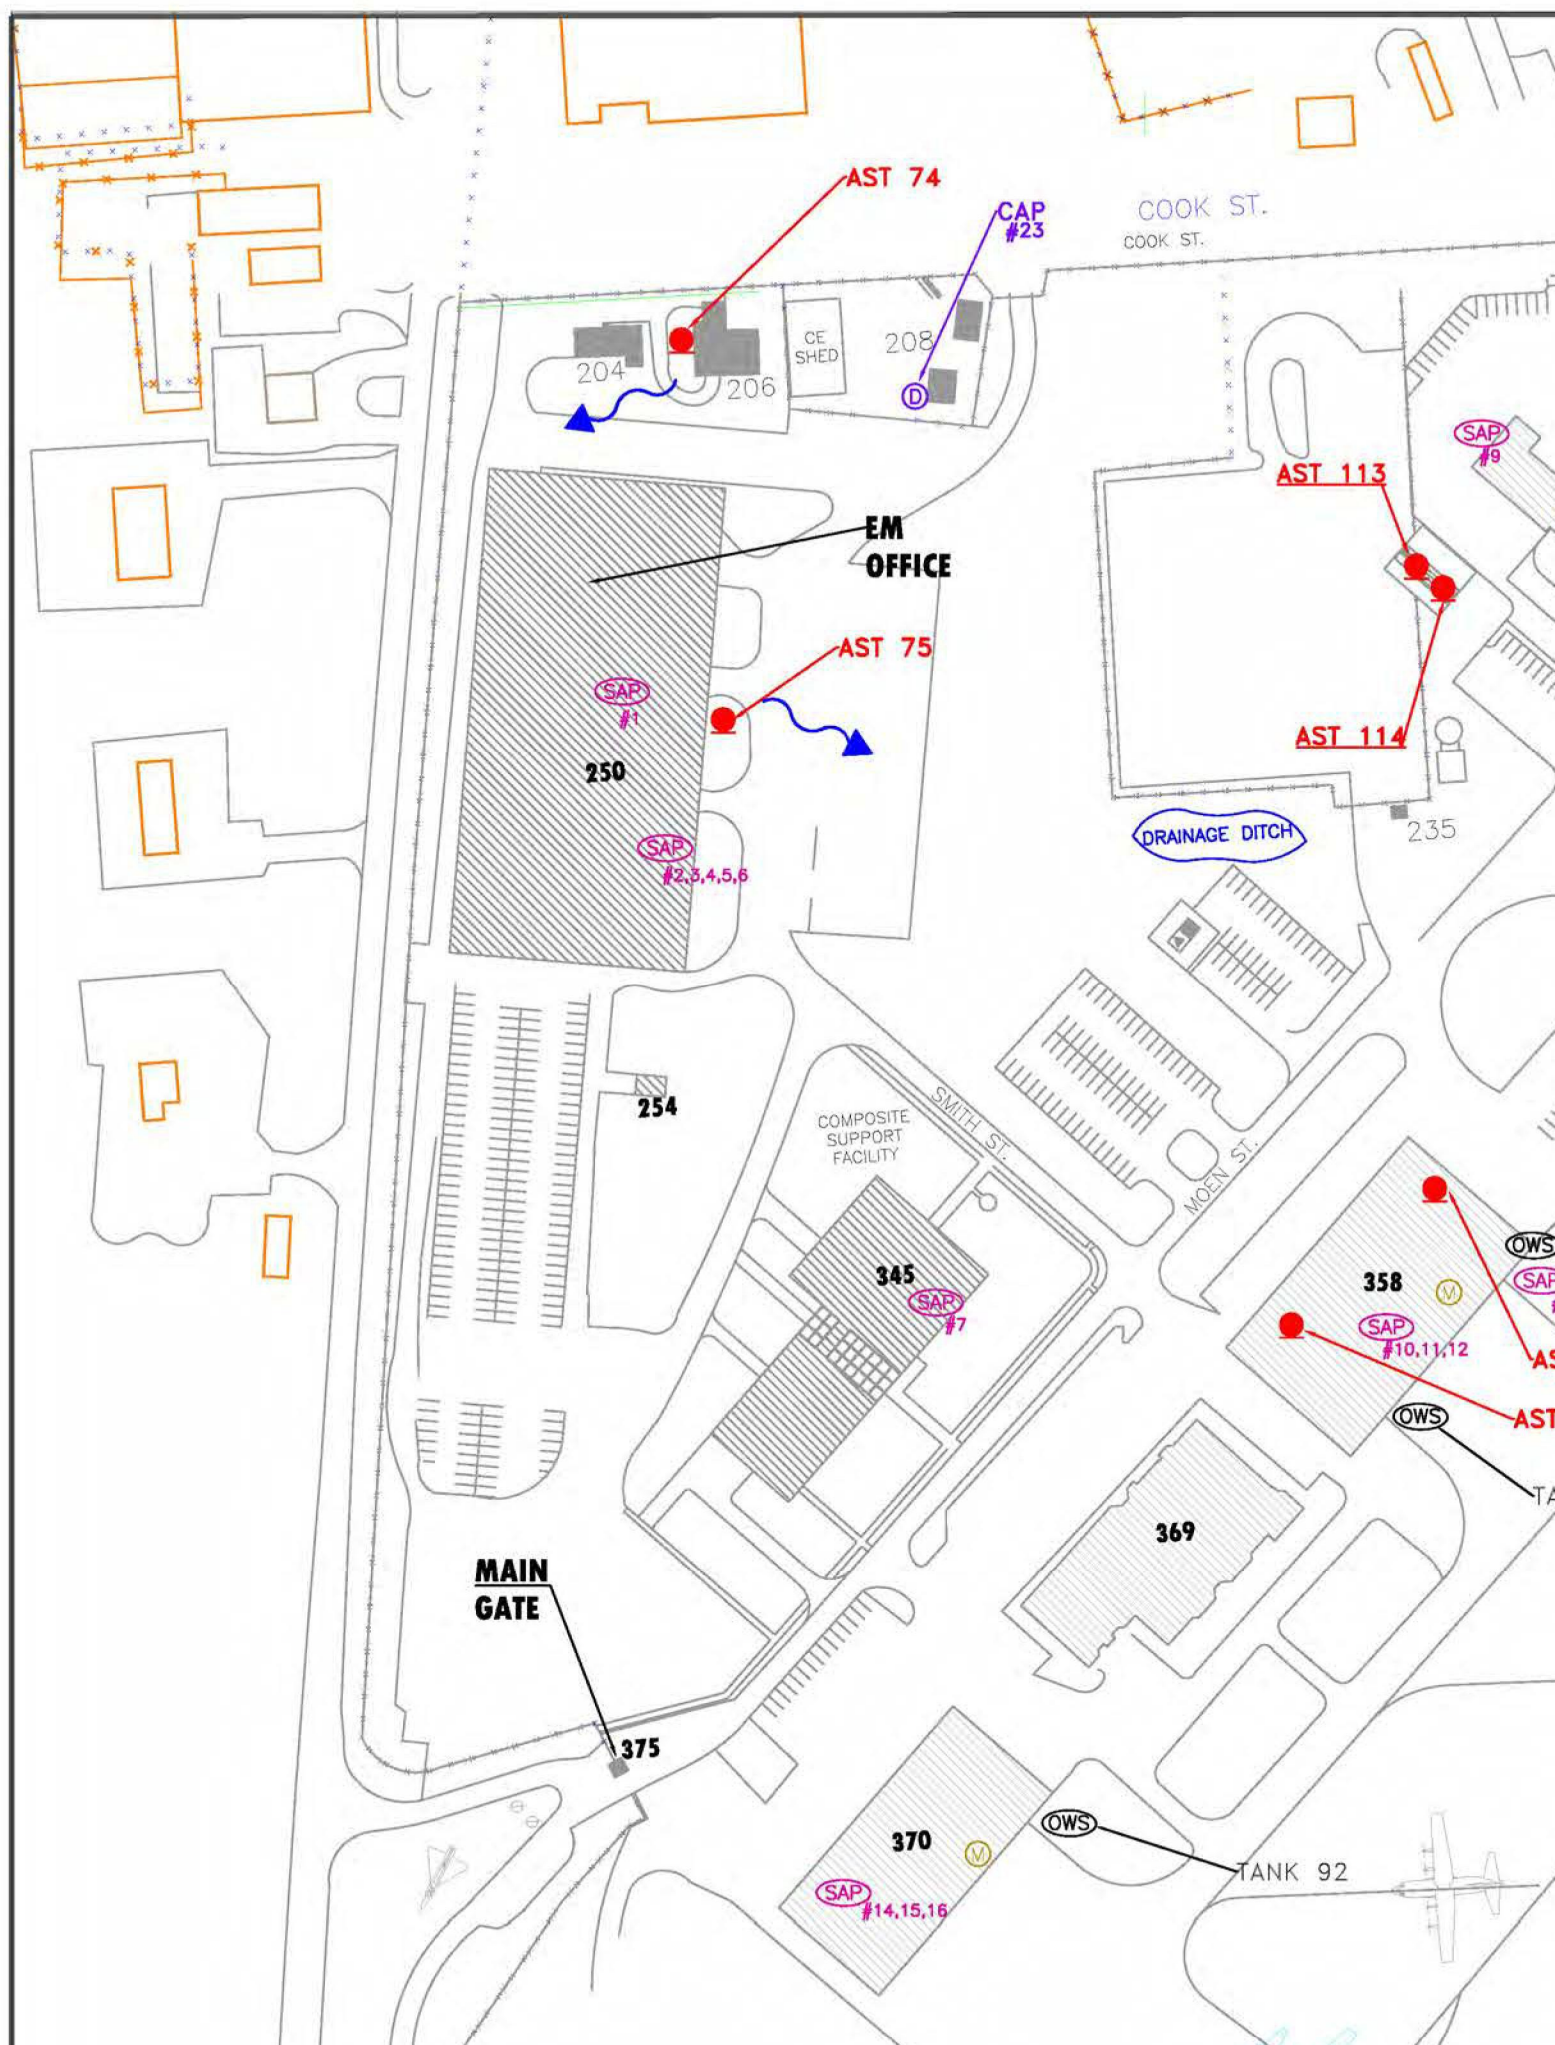 AST 74
CAP
#23
COOK ST.
COOK ST.
CE
SHED
208
204
206
D
SAP
#9
AST 113
EM
OFFICE
AST 75
SAP
#1
AST 114
250
DRAINAGE DITCH
235
SAP
#2,3,4,5,6
254
COMPOSITE
SUPPORT
FACILITY
SMITH ST.
MOEN ST.
OWS
345
358
M
SAP
SAP
#7
SAP
#10,11,12
AST
OWS
369
MAIN
GATE
375
370
M
OWS
TANK 92
SAP
#14,15,16